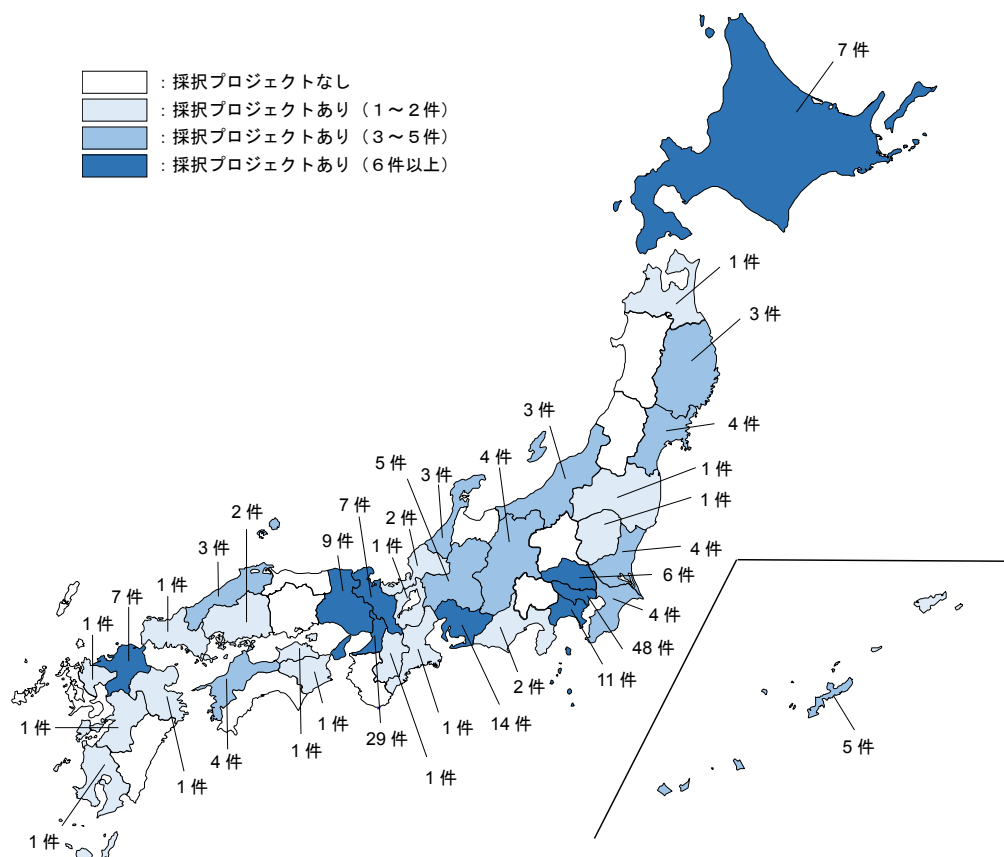 ：採択プロジェクトなし
：採択プロジェクトあり（１～２件）
：採択プロジェクトあり（３～５件）
：採択プロジェクトあり（６件以上）
7 件
1 件
3 件
3 件
4 件
4 件
5 件
3 件
1 件
7 件
2 件
1 件
2 件
9 件
1 件
3 件
4 件
6 件
1 件
7 件
4 件
1 件
48 件
11 件
2 件
14 件
1 件
29 件
1 件
1 件
1 件
5 件
4 件
1 件
1 件
1 件